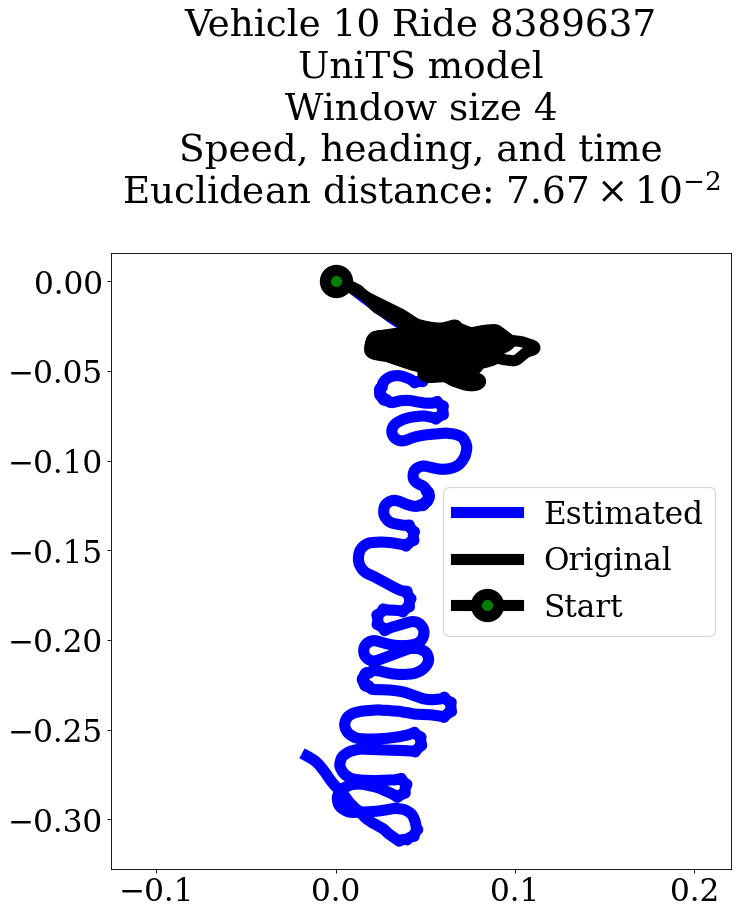 Vehicle 10 Ride 8389637
UniTS model
Window size 4
Speed, heading, and time
Euclidean distance: 7.67 × 10⁻²
0.00
−0.05
−0.10
−0.15
−0.20
−0.25
−0.30
Estimated
Original
Start
−0.1 0.0 0.1 0.2